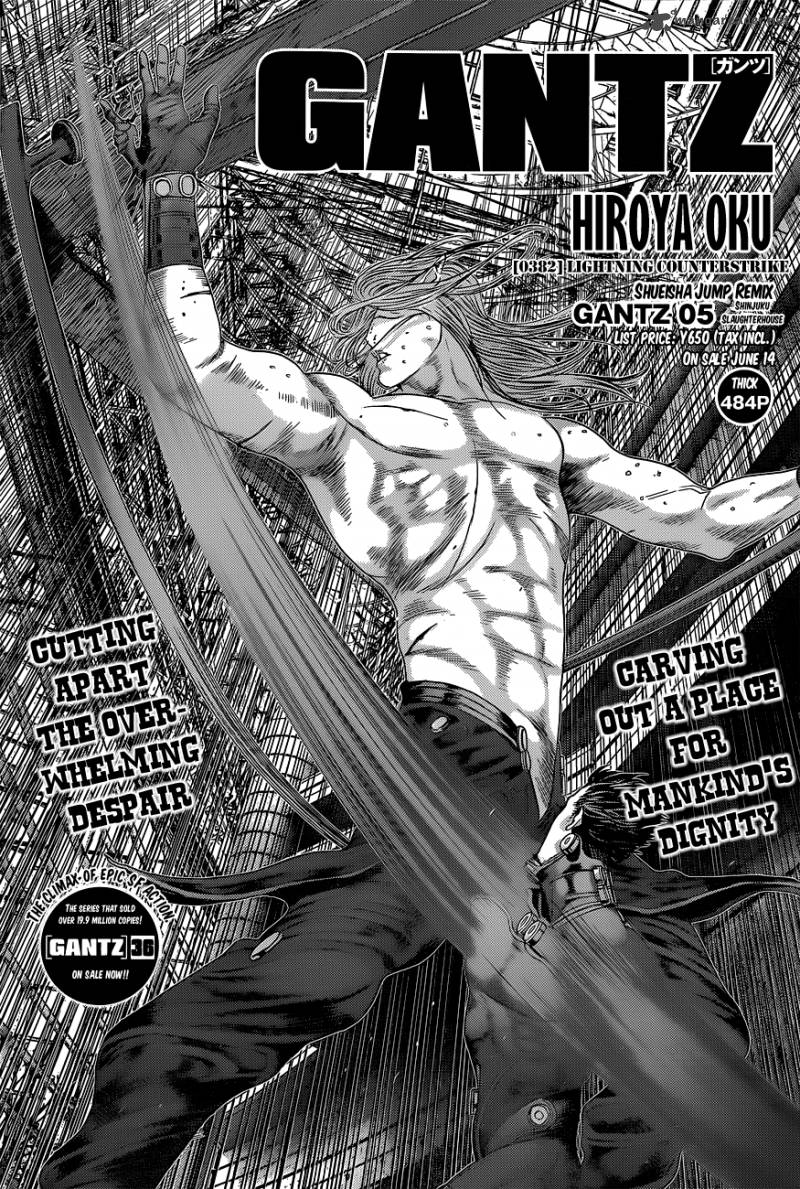 GANTZ
[ガンツ]
HIROYA OKU
[0382] LIGHTNING COUNTERSTRIKE
SHUEISHA JUMP REMIX
GANTZ 05 SHINJUKU
SLAUGHTERHOUSE
LIST PRICE: Y650 (TAX INCL.)
ON SALE JUNE 14
THICK
484P
CUTTING
APART
THE OVER-
WHELMING
DESPAIR
CARVING
OUT A PLACE
FOR
MANKIND'S
DIGNITY
THE CLIMAX OF EPIC SF ACTION
THE SERIES THAT SOLD
OVER 19.9 MILLION COPIES!
[GANTZ] 36
ON SALE NOW!!